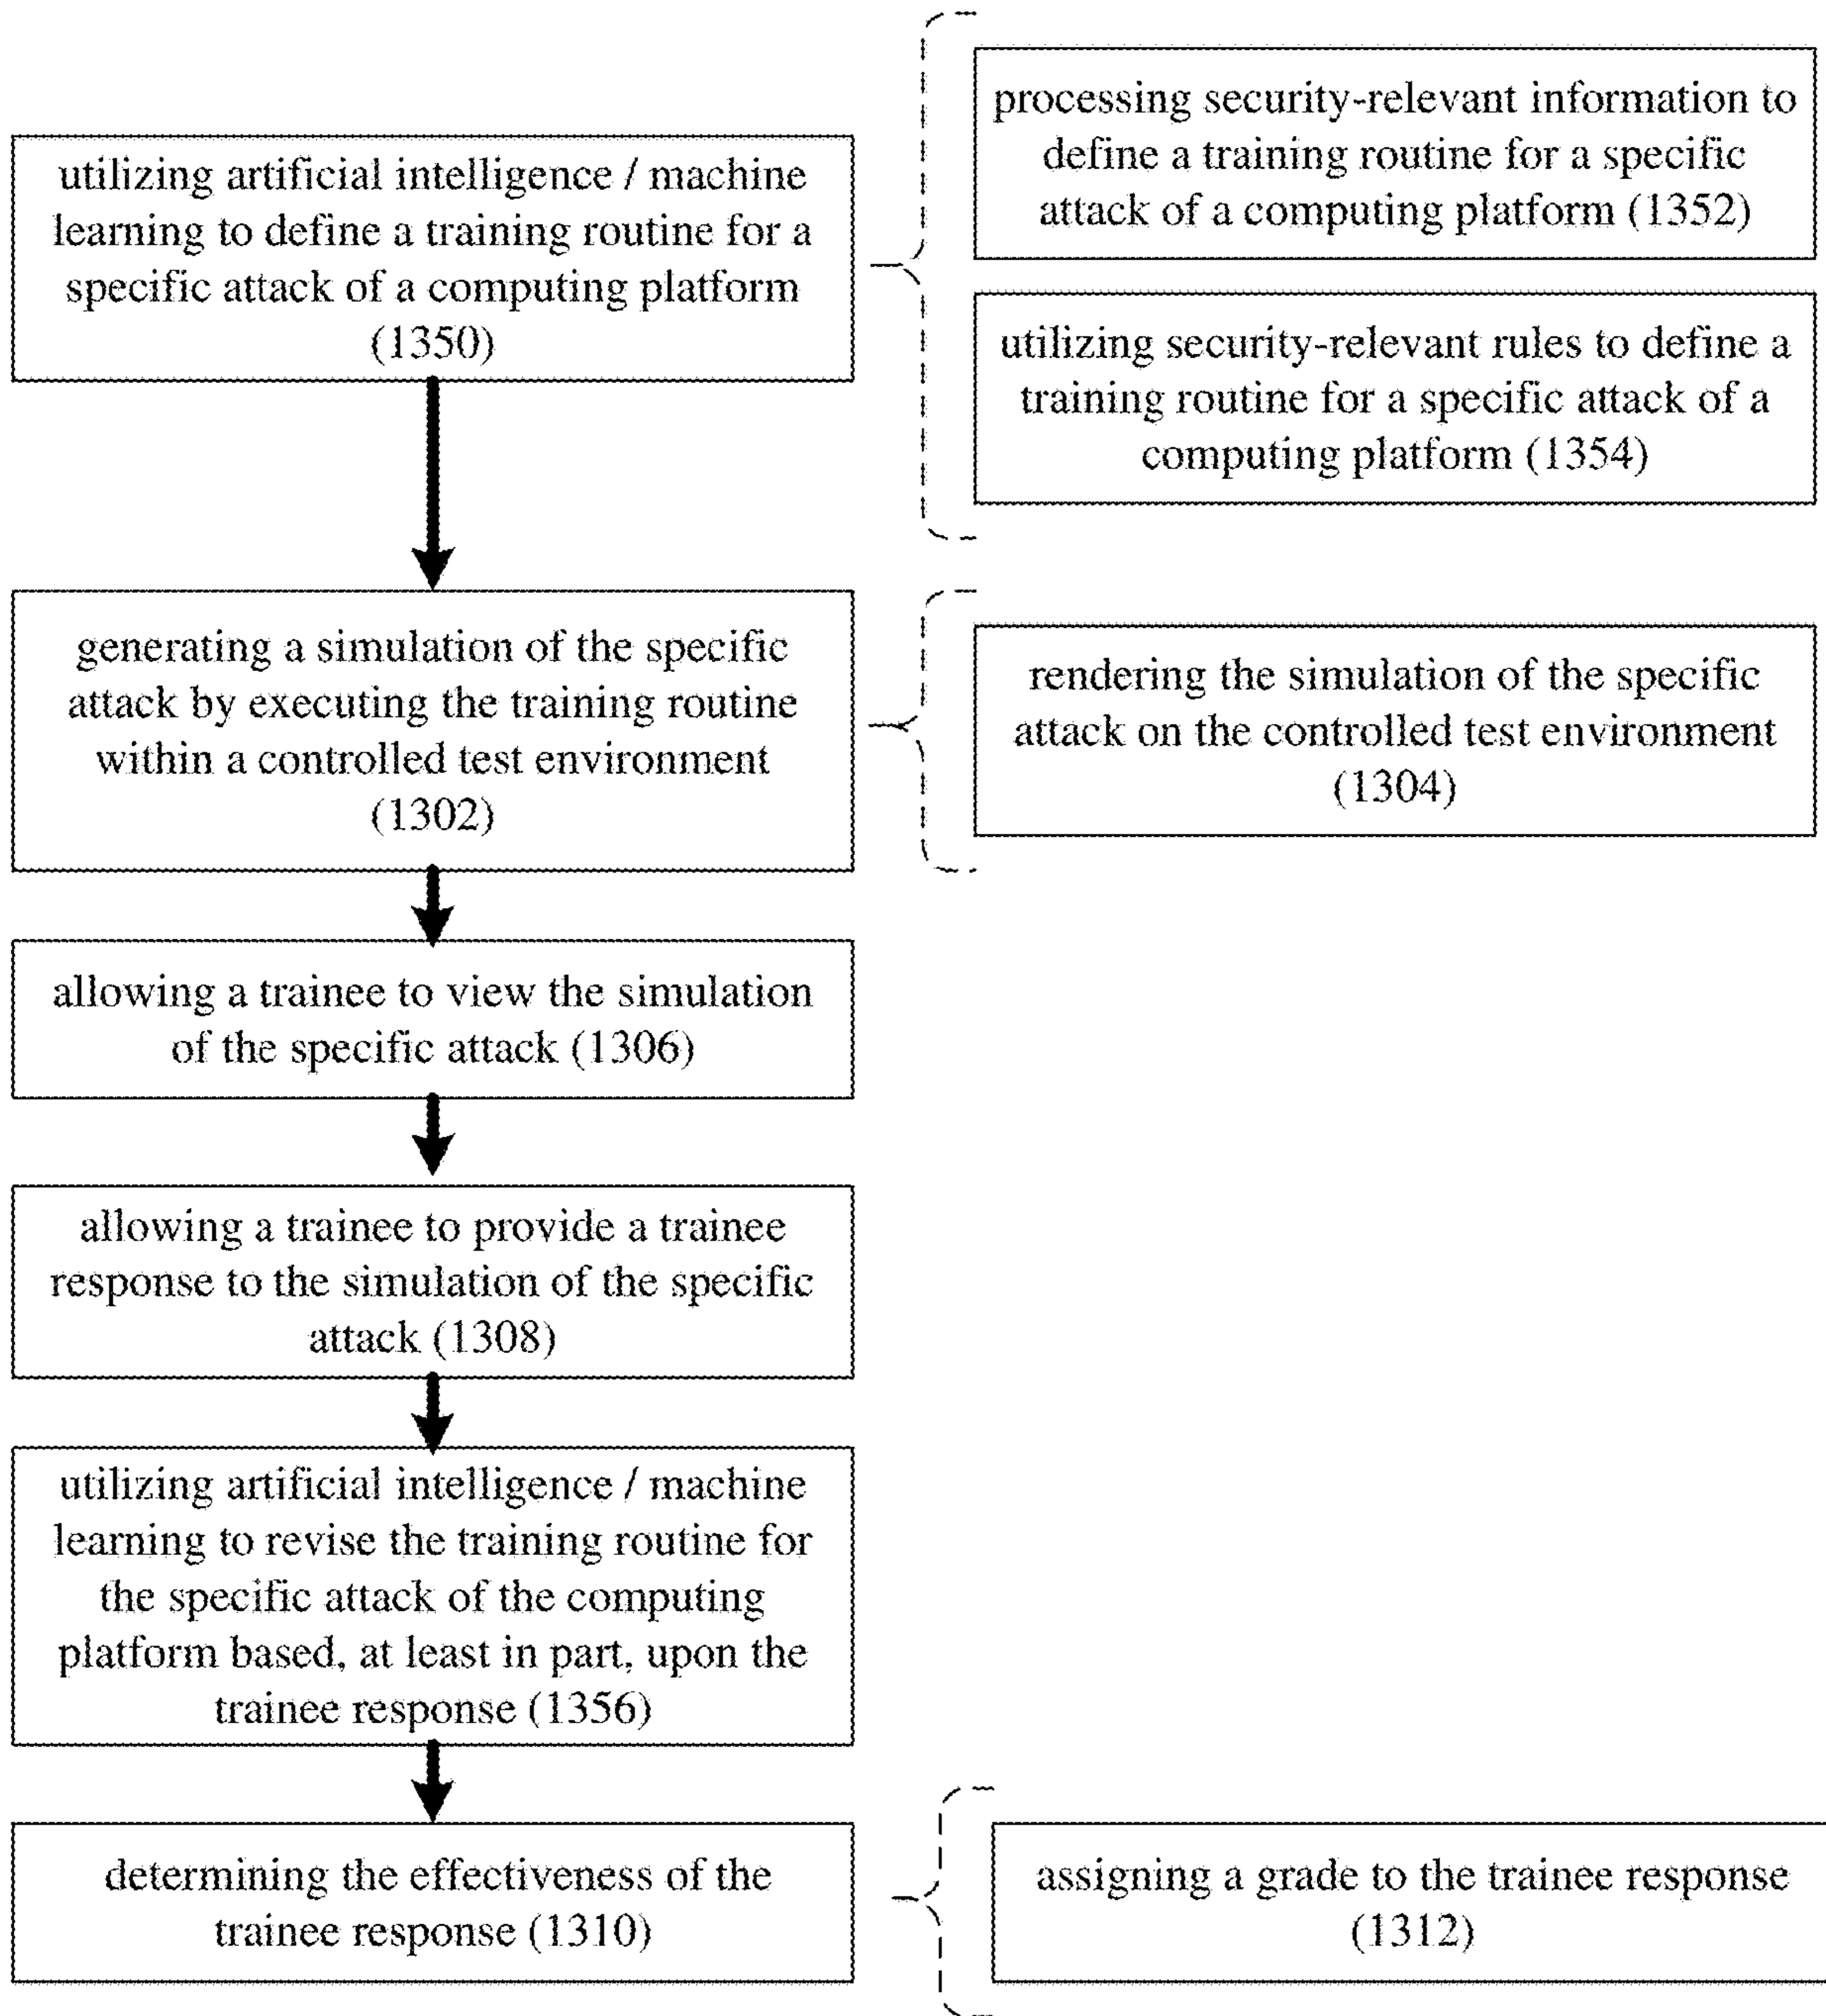 utilizing artificial intelligence / machine
learning to define a training routine for a
specific attack of a computing platform
(1350)
processing security-relevant information to
define a training routine for a specific
attack of a computing platform (1352)
utilizing security-relevant rules to define a
training routine for a specific attack of a
computing platform (1354)
generating a simulation of the specific
attack by executing the training routine
within a controlled test environment
(1302)
rendering the simulation of the specific
attack on the controlled test environment
(1304)
allowing a trainee to view the simulation
of the specific attack (1306)
allowing a trainee to provide a trainee
response to the simulation of the specific
attack (1308)
utilizing artificial intelligence / machine
learning to revise the training routine for
the specific attack of the computing
platform based, at least in part, upon the
trainee response (1356)
determining the effectiveness of the
trainee response (1310)
assigning a grade to the trainee response
(1312)